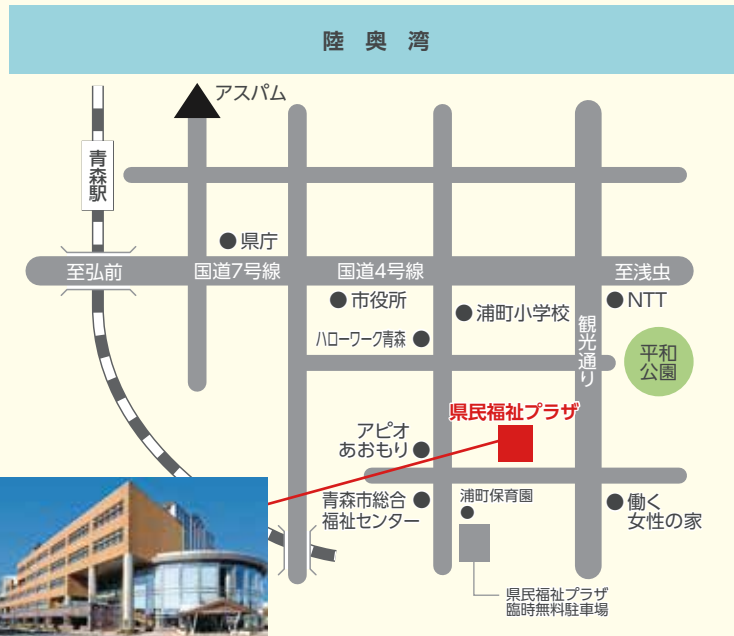 陸奥湾
アスパム
青森駅
県庁
至弘前
国道7号線
国道4号線
至浅虫
市役所
浦町小学校
NTT
ハローワーク青森
観光通り
平和
公園
県民福祉プラザ
アピオ
あおもり
青森市総合
福祉センター
浦町保育園
働く
女性の家
県民福祉プラザ
臨時無料駐車場